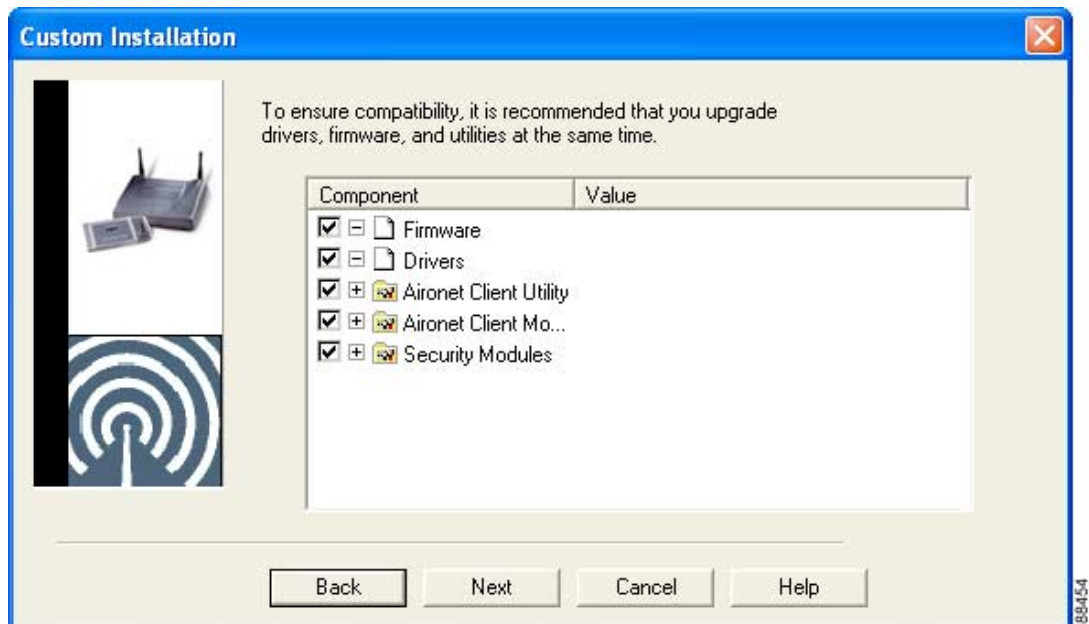 Custom Installation
To ensure compatibility, it is recommended that you upgrade
drivers, firmware, and utilities at the same time.
Component Value
Firmware
Drivers
Aironet Client Utility
Aironet Client Mo...
Security Modules
Back Next Cancel Help
88454